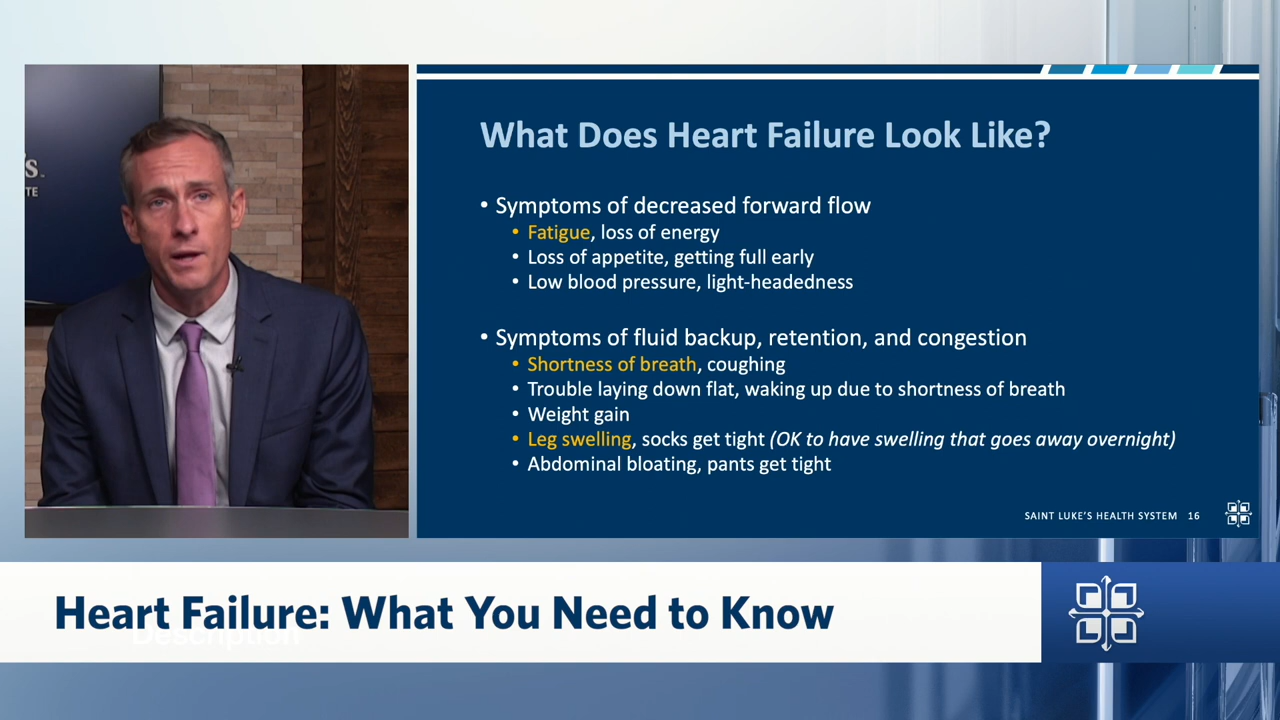 's
TE
What Does Heart Failure Look Like?
• Symptoms of decreased forward flow
• Fatigue, loss of energy
• Loss of appetite, getting full early
• Low blood pressure, light-headedness
• Symptoms of fluid backup, retention, and congestion
• Shortness of breath, coughing
• Trouble laying down flat, waking up due to shortness of breath
• Weight gain
• Leg swelling, socks get tight (OK to have swelling that goes away overnight)
• Abdominal bloating, pants get tight
SAINT LUKE'S HEALTH SYSTEM 16
Heart Failure: What You Need to Know
Description